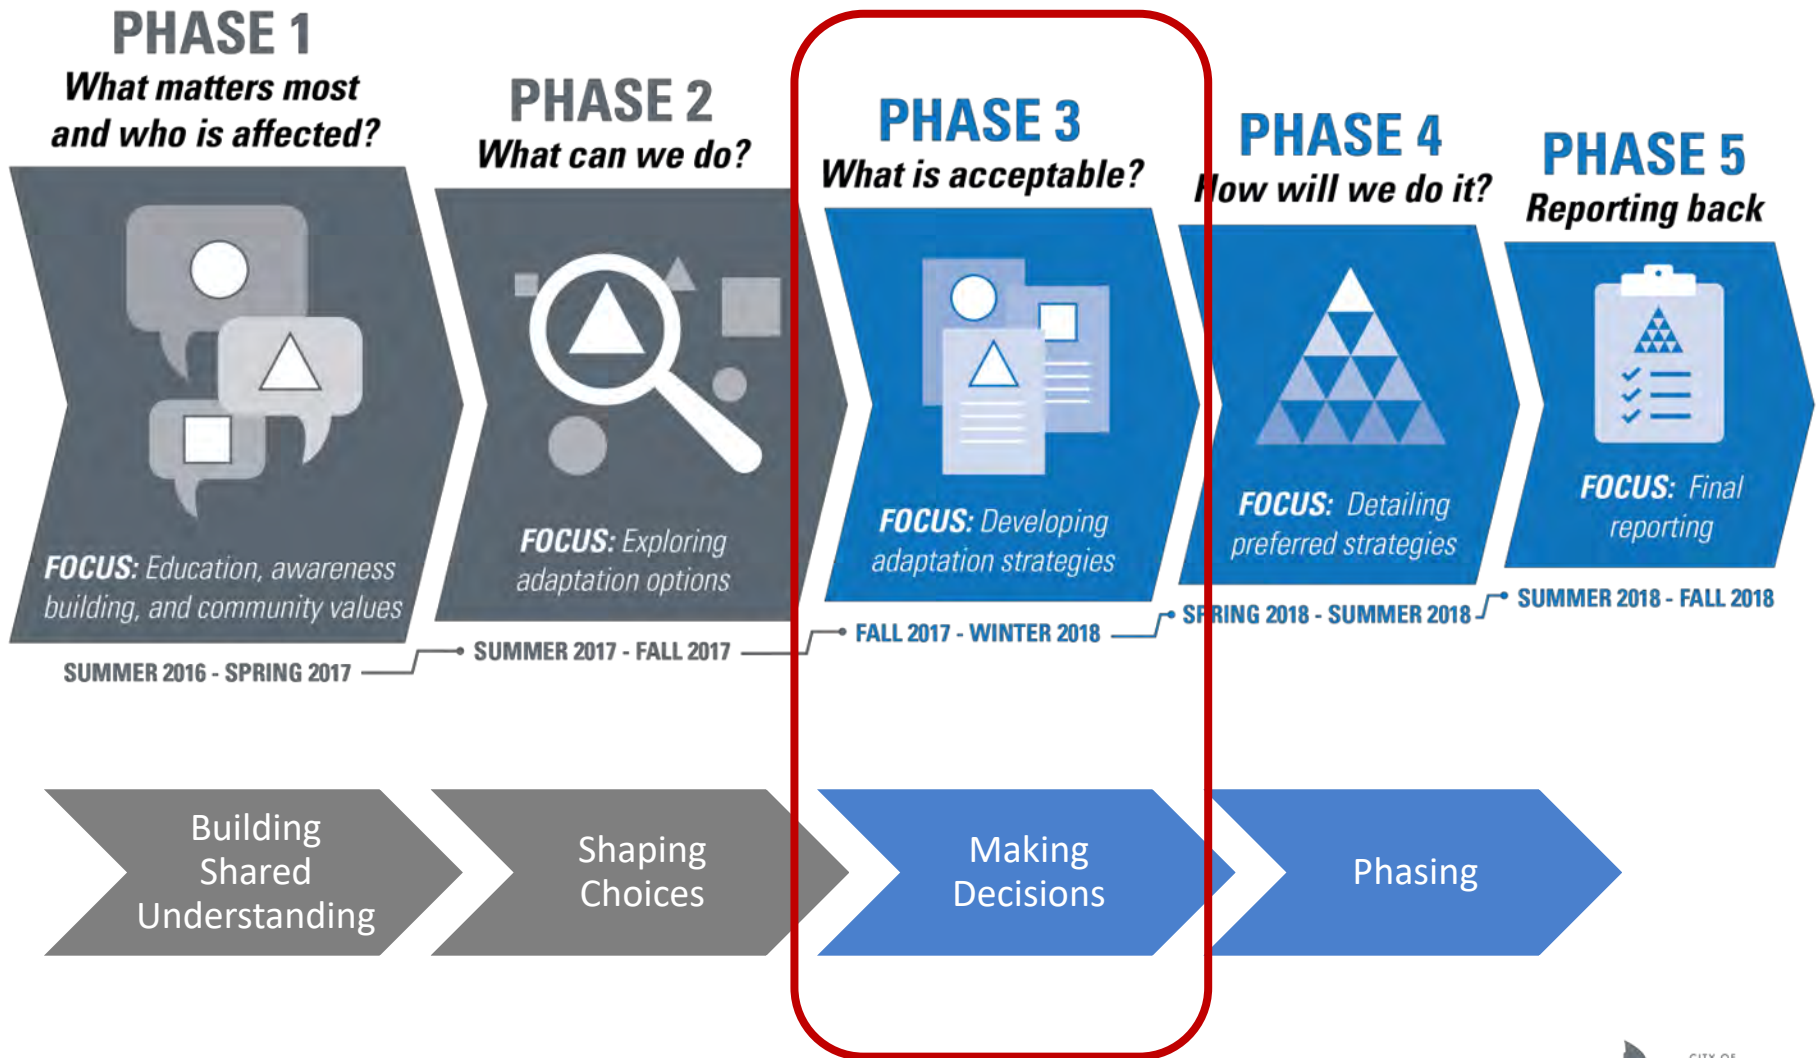 PHASE 1
What matters most
and who is affected?
FOCUS: Education, awareness
building, and community values
SUMMER 2016 - SPRING 2017
PHASE 2
What can we do?
FOCUS: Exploring
adaptation options
SUMMER 2017 - FALL 2017
PHASE 3
What is acceptable?
FOCUS: Developing
adaptation strategies
FALL 2017 - WINTER 2018
PHASE 4
How will we do it?
FOCUS: Detailing
preferred strategies
SPRING 2018 - SUMMER 2018
PHASE 5
Reporting back
FOCUS: Final
reporting
SUMMER 2018 - FALL 2018
Building
Shared
Understanding
Shaping
Choices
Making
Decisions
Phasing
CITY OF